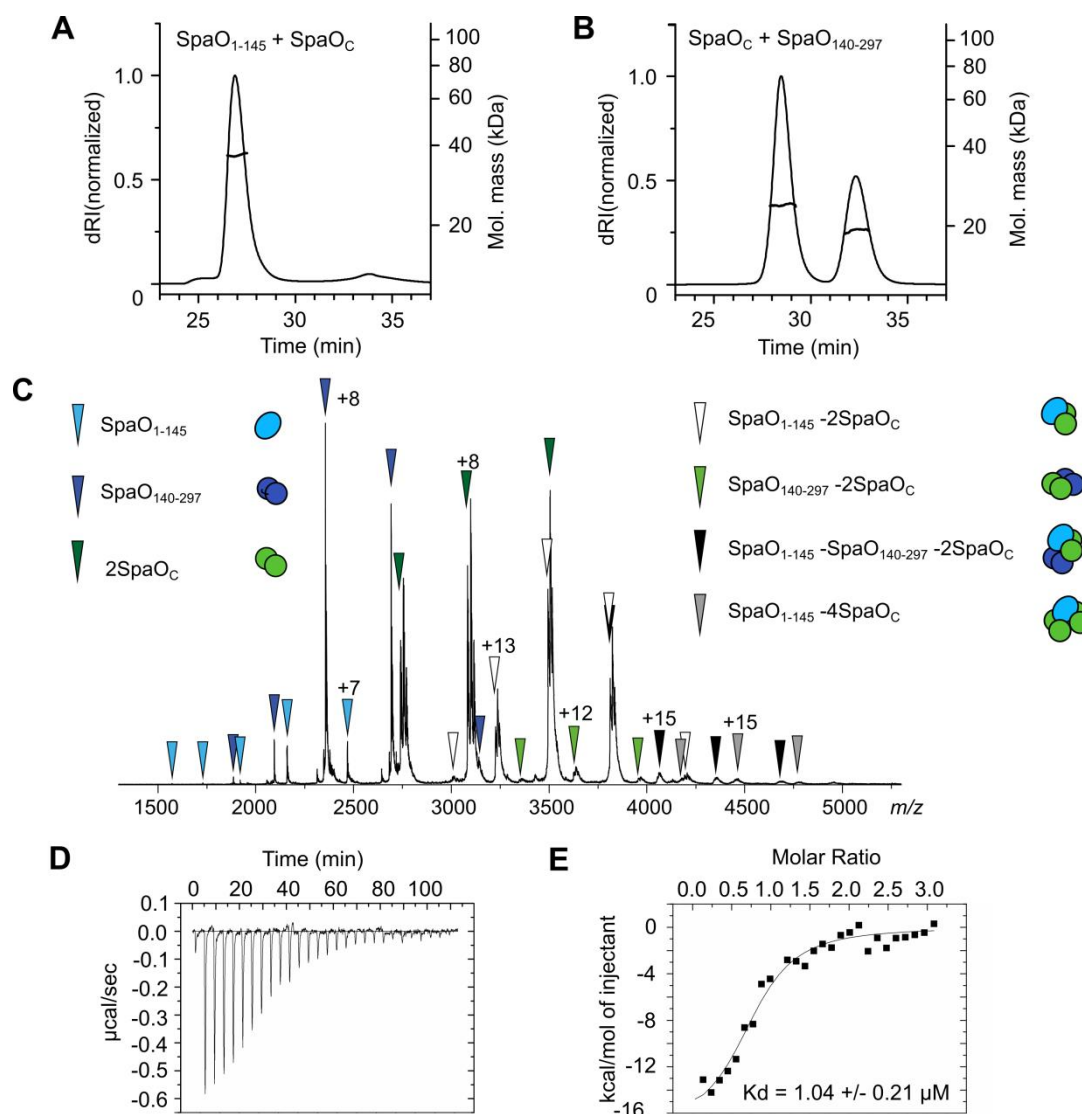 A
SpaO1-145 + SpaOC
dRI(normalized)
1.0
0.5
0
25 30 35
Time (min)
100
80
60
40
20
Mol. mass (kDa)
B
SpaOC + SpaO140-297
dRI(normalized)
1.0
0.5
0
25 30 35
Time (min)
100
80
60
40
20
Mol. mass (kDa)
C
SpaO1-145
SpaO140-297
2SpaOC
+8
+7
+8
+13
+12
+15
+15
SpaO1-145 -2SpaOC
SpaO140-297 -2SpaOC
SpaO1-145 -SpaO140-297 -2SpaOC
SpaO1-145 -4SpaOC
1500 2000 2500 3000 3500 4000 4500 5000 m/z
D
Time (min)
0 20 40 60 80 100
0.1
0.0
-0.1
-0.2
-0.3
-0.4
-0.5
-0.6
µcal/sec
E
Molar Ratio
0.0 0.5 1.0 1.5 2.0 2.5 3.0
0
-4
-8
-12
-16
kcal/mol of injectant
Kd = 1.04 +/- 0.21 µM